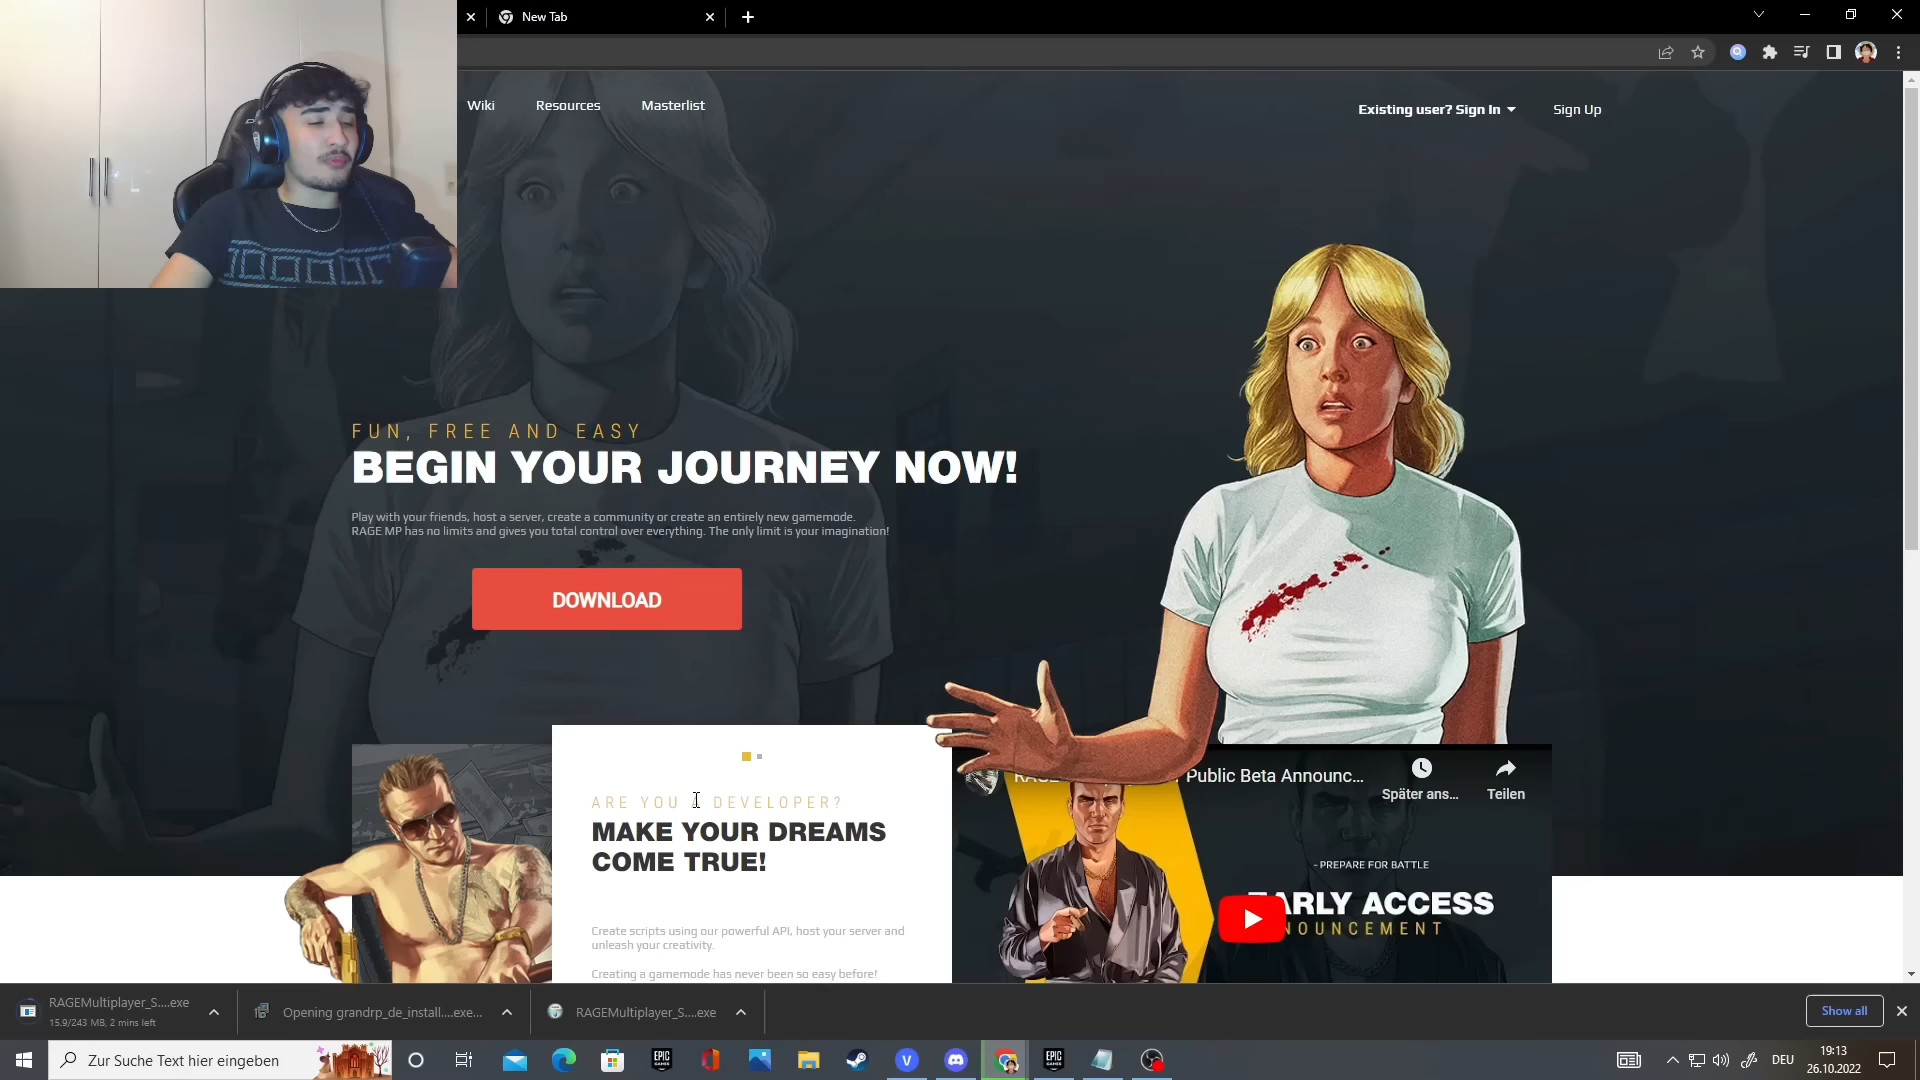 New Tab
Wiki
Resources
Masterlist
Existing user? Sign In
Sign Up
FUN, FREE AND EASY
BEGIN YOUR JOURNEY NOW!
Play with your friends, host a server, create a community or create an entirely new gamemode.
RAGE MP has no limits and gives you total control over everything. The only limit is your imagination!
DOWNLOAD
ARE YOU A DEVELOPER?
MAKE YOUR DREAMS
COME TRUE!
Create scripts using our powerful API, host your server and
unleash your creativity.
Creating a gamemode has never been so easy before!
Public Beta Announc...
Später ans...
Teilen
- PREPARE FOR BATTLE
EARLY ACCESS
ANNOUNCEMENT
RAGEMultiplayer_S....exe
15.9/243 MB, 2 mins left
Opening grandrp_de_install....exe...
RAGEMultiplayer_S....exe
Show all
Zur Suche Text hier eingeben
EPIC
GAMES
V
EPIC
GAMES
DEU
19:13
26.10.2022